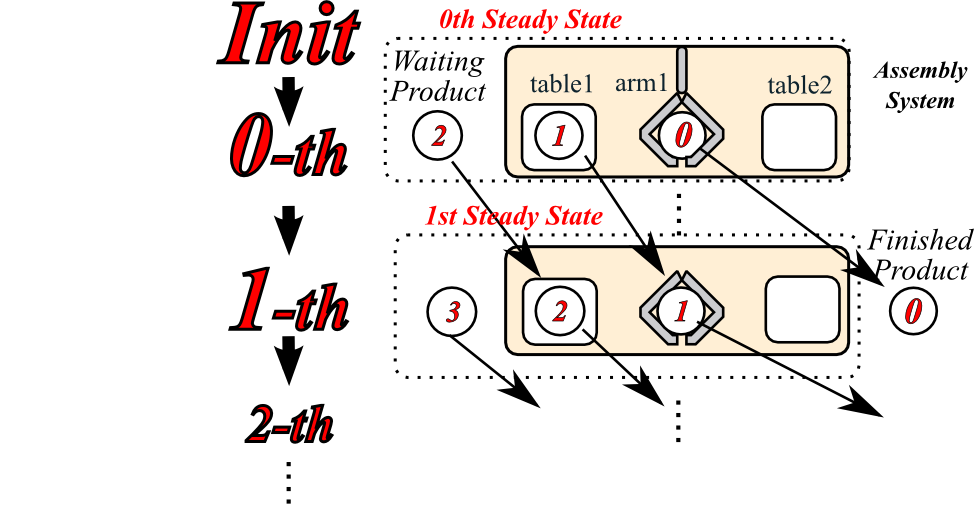 Init
0-th
1-th
2-th
0th Steady State
Waiting
Product
table1
arm1
table2
Assembly
System
2
1
0
1st Steady State
Finished
Product
3
2
1
0